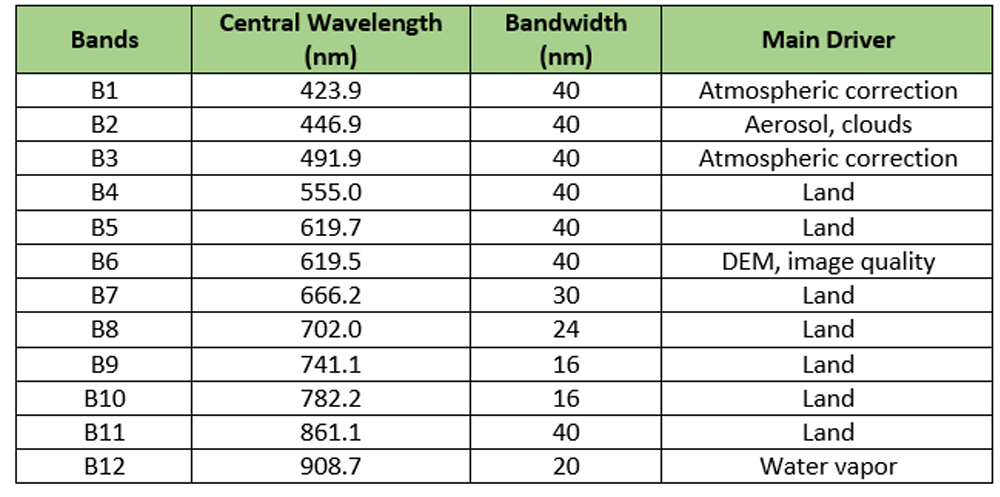 Bands Central Wavelength (nm) Bandwidth (nm) Main Driver
B1 423.9 40 Atmospheric correction
B2 446.9 40 Aerosol, clouds
B3 491.9 40 Atmospheric correction
B4 555.0 40 Land
B5 619.7 40 Land
B6 619.5 40 DEM, image quality
B7 666.2 30 Land
B8 702.0 24 Land
B9 741.1 16 Land
B10 782.2 16 Land
B11 861.1 40 Land
B12 908.7 20 Water vapor